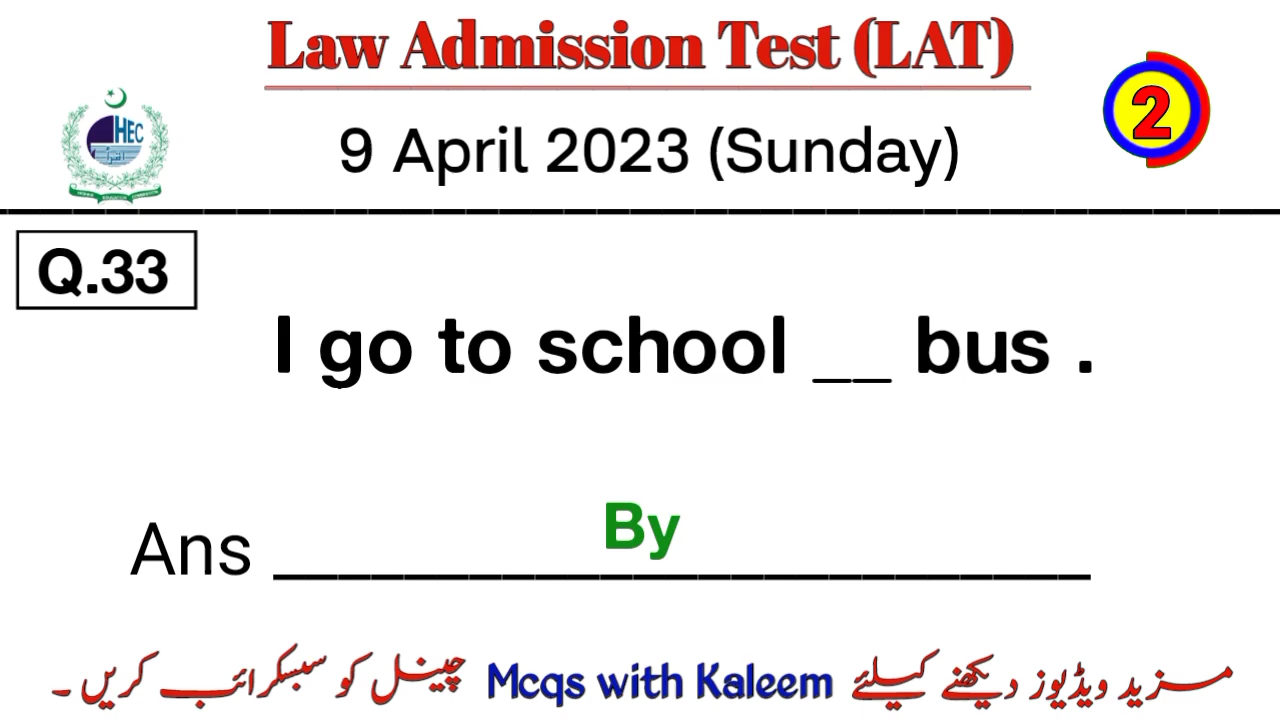 Law Admission Test (LAT)
2
HEC
9 April 2023 (Sunday)
Q.33
I go to school __ bus .
By
Ans
مزید ویڈیوز دیکھنے کیلئے Mcqs with Kaleem چینل کو سبسکرائب کریں ۔